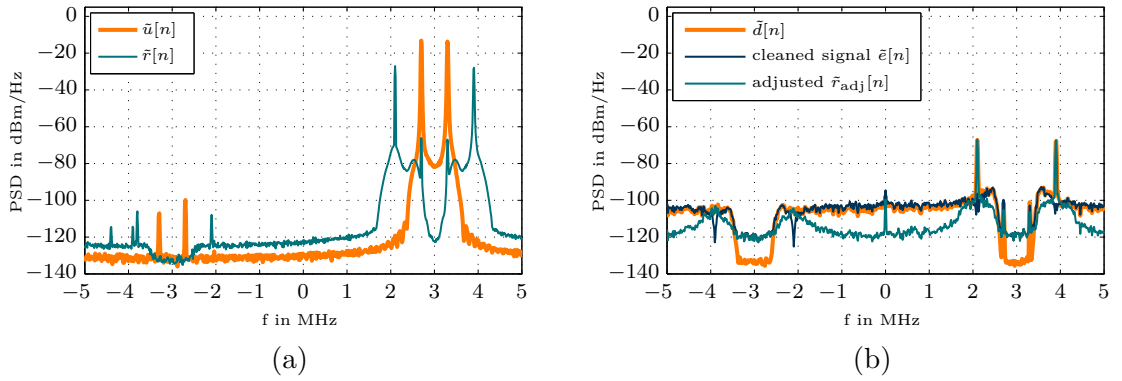 0
−20
−40
−60
−80
−100
−120
−140
PSD in dBm/Hz
ũ[n]
r̃[n]
−5 −4 −3 −2 −1 0 1 2 3 4 5
f in MHz
(a)
0
−20
−40
−60
−80
−100
−120
−140
PSD in dBm/Hz
d̃[n]
cleaned signal ẽ[n]
adjusted r̃adj[n]
−5 −4 −3 −2 −1 0 1 2 3 4 5
f in MHz
(b)